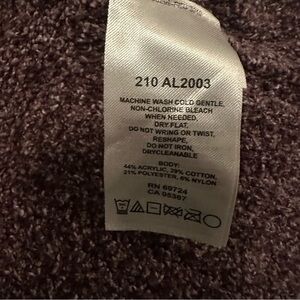 210 AL2003
MACHINE WASH COLD GENTLE,
NON-CHLORINE BLEACH
WHEN NEEDED,
DRY FLAT,
DO NOT WRING OR TWIST,
RESHAPE,
DO NOT IRON,
DRYCLEANABLE
BODY:
44% ACRYLIC, 29% COTTON,
21% POLYESTER, 6% NYLON
RN 69724
CA 05387